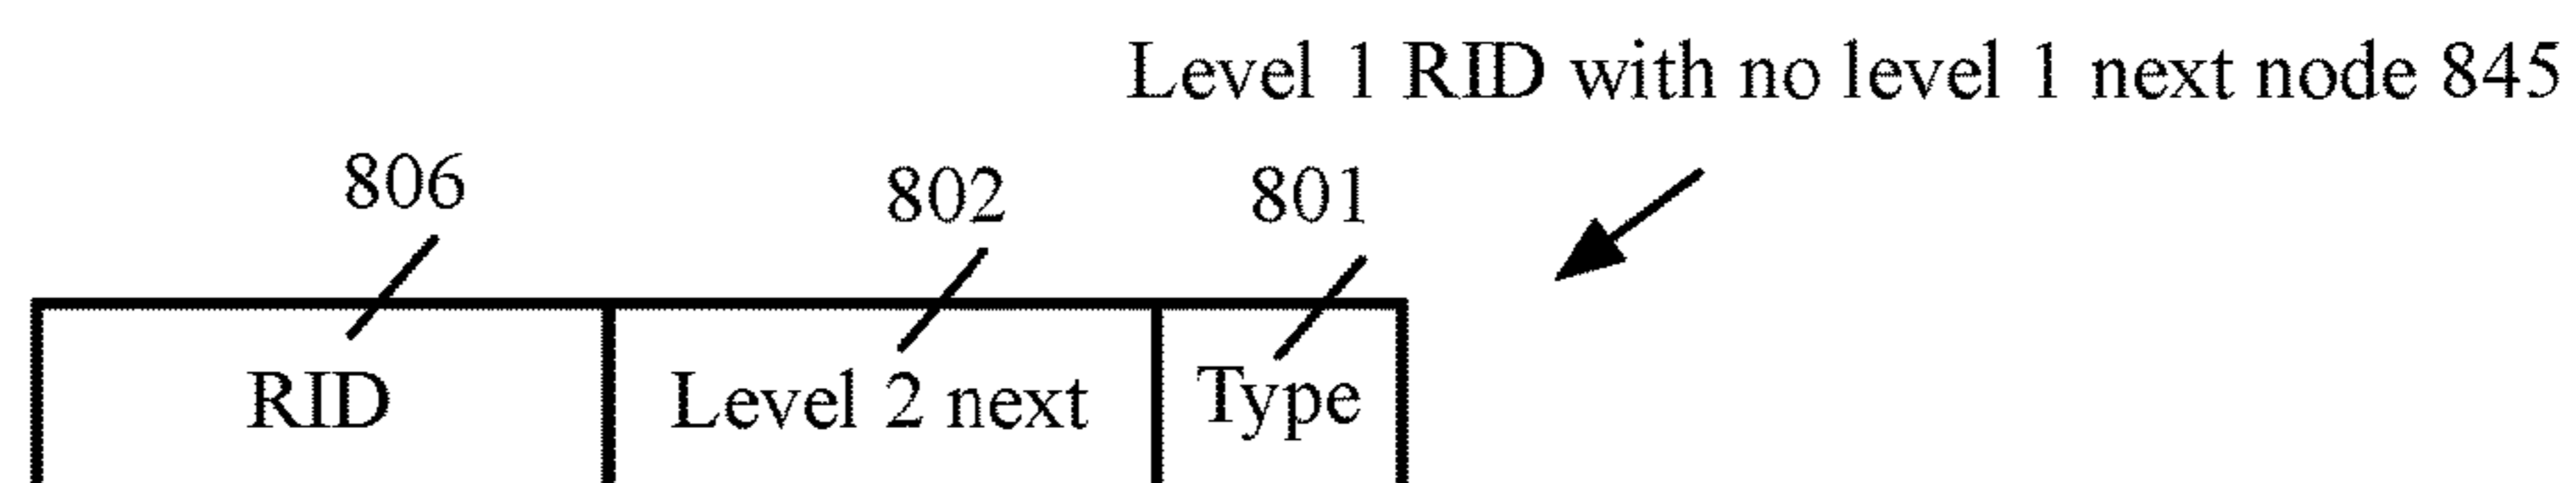 Level 1 RID with no level 1 next node 845
806 802 801
RID Level 2 next Type